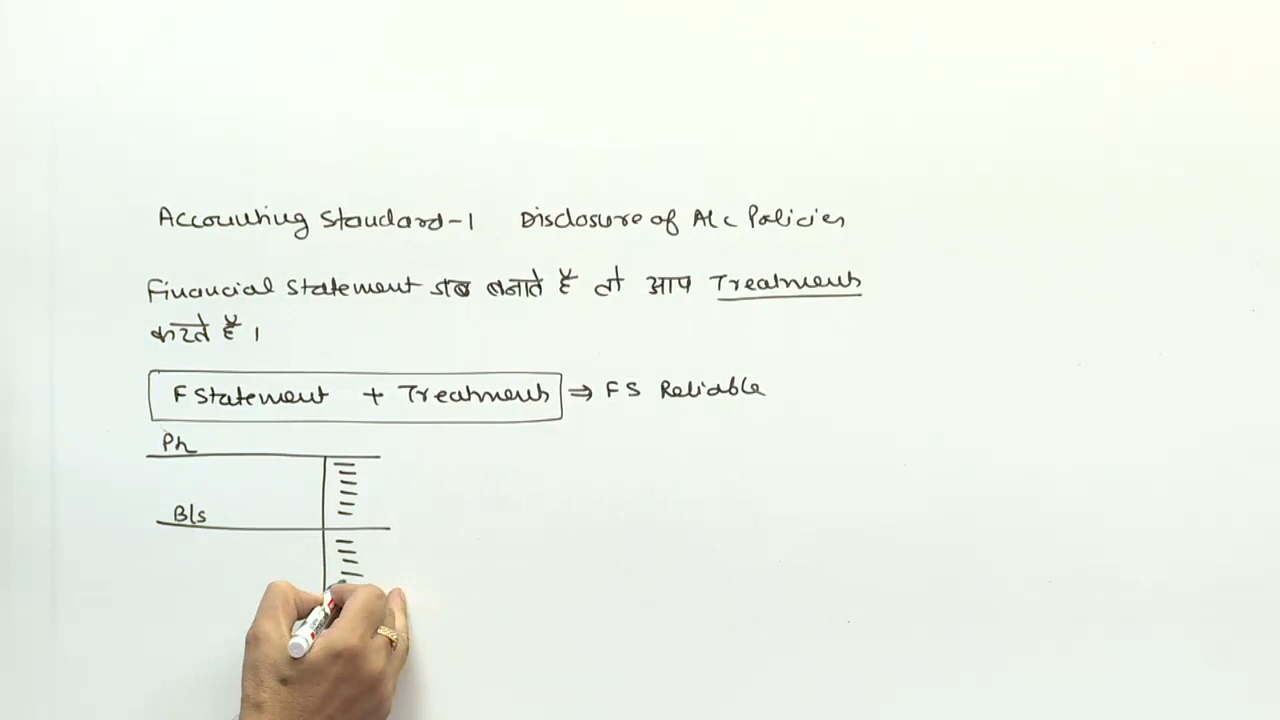 Accounting Standard-1 Disclosure of A/c Policies
Financial Statement जब बनाते हैं तो आप Treatments
करते हैं ।
F Statement + Treatments ⇒ FS Reliable
P/L
B/s